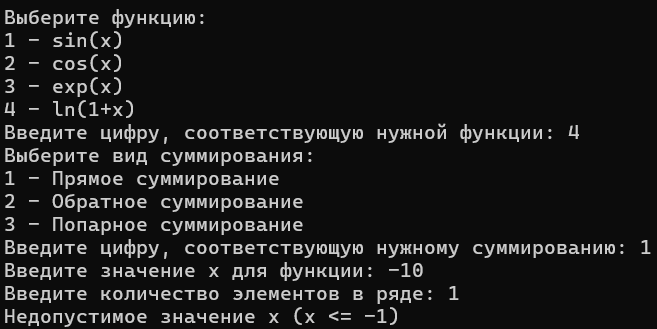 Выберите функцию:
1 - sin(x)
2 - cos(x)
3 - exp(x)
4 - ln(1+x)
Введите цифру, соответствующую нужной функции: 4
Выберите вид суммирования:
1 - Прямое суммирование
2 - Обратное суммирование
3 - Попарное суммирование
Введите цифру, соответствующую нужному суммированию: 1
Введите значение x для функции: -10
Введите количество элементов в ряде: 1
Недопустимое значение x (x <= -1)